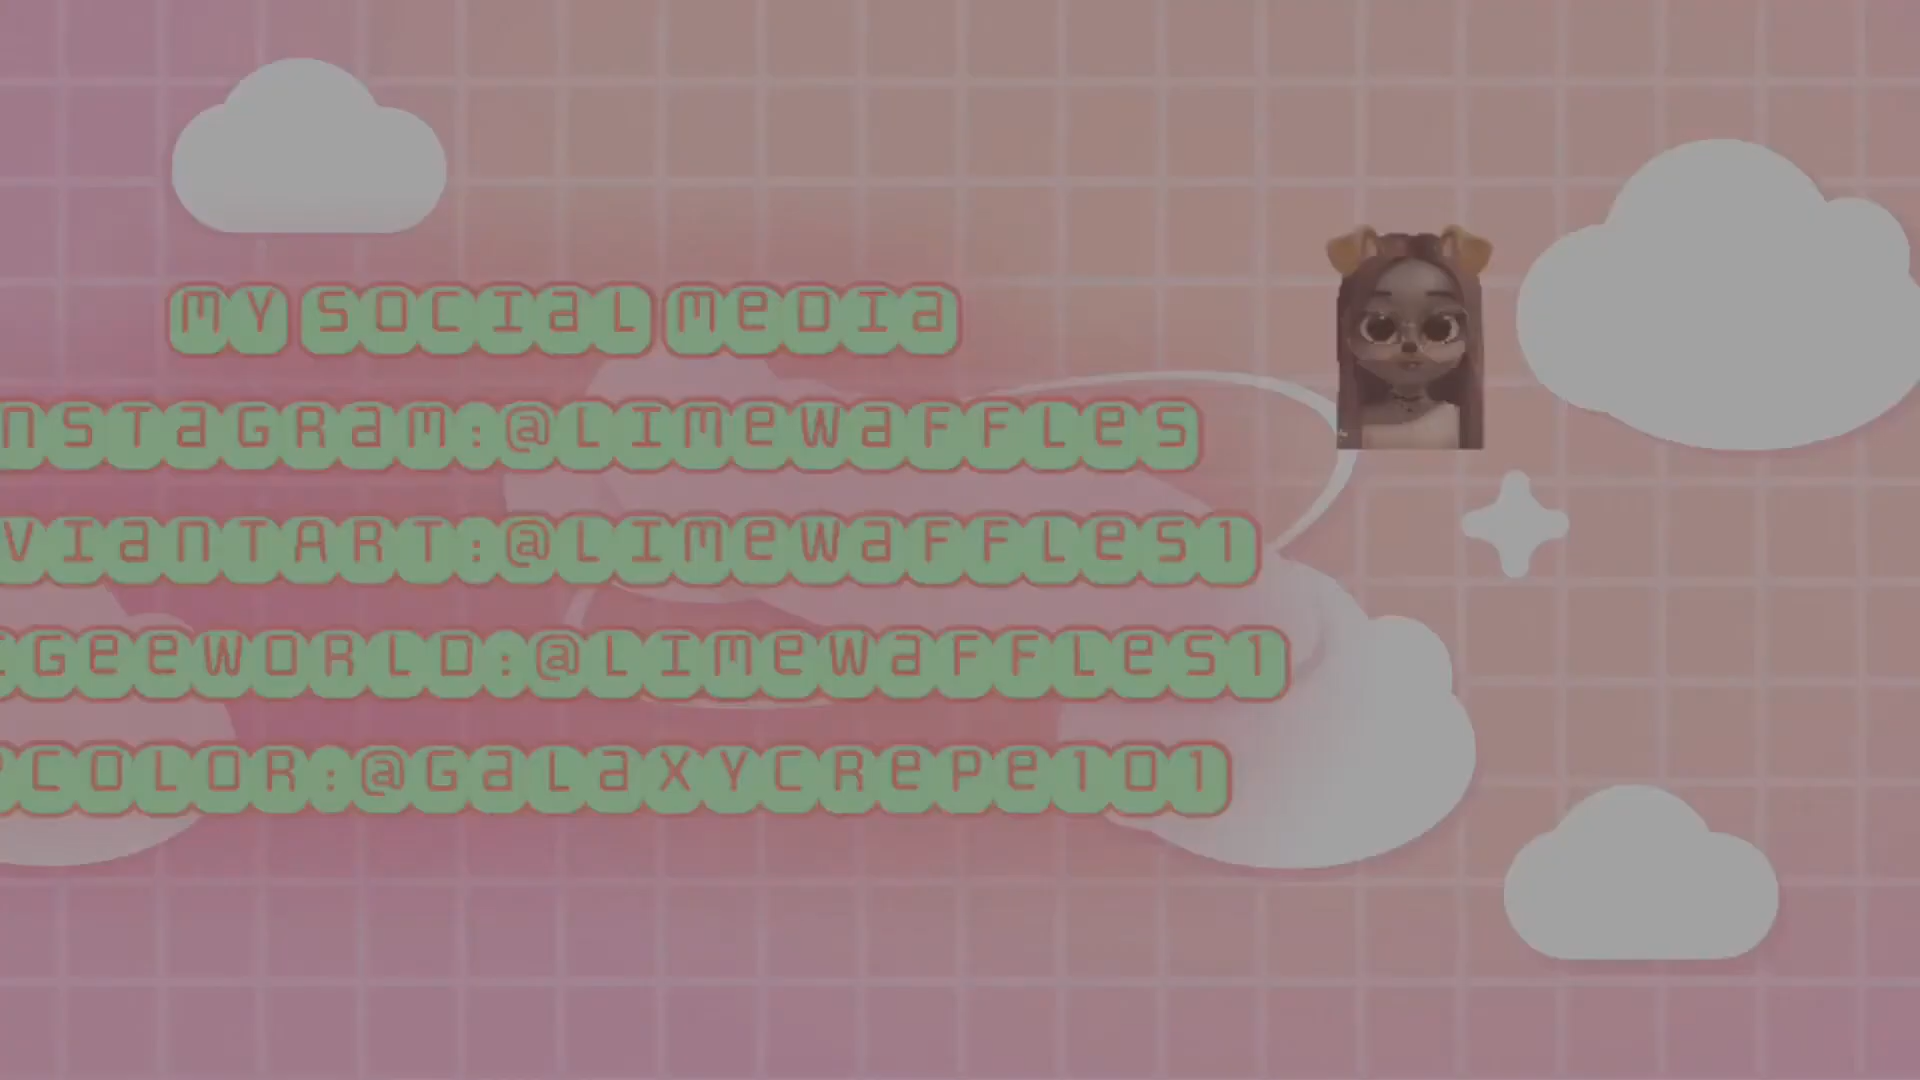 MY SOCIAL MEDIA
NSTAGRAM:@LIMEWAFFLES
VIANTART:@LIMEWAFFLES1
GEEWORLD:@LIMEWAFFLES1
COLOR:@GALAXYCREPE101